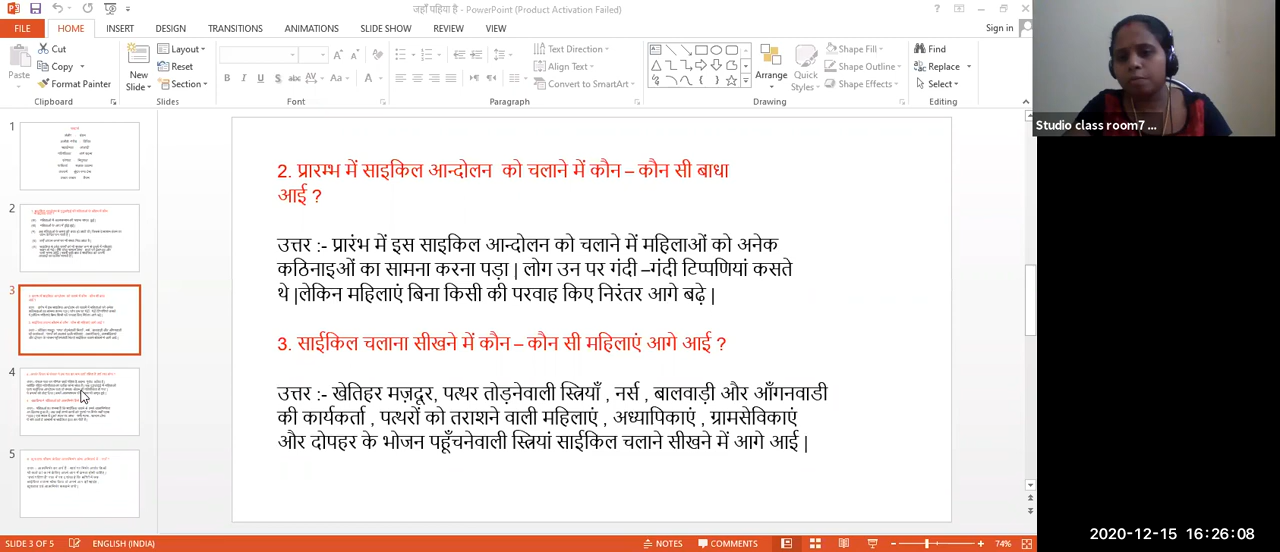 जहाँ पहिया है - PowerPoint (Product Activation Failed)
FILE HOME INSERT DESIGN TRANSITIONS ANIMATIONS SLIDE SHOW REVIEW VIEW Sign in
Cut
Copy
Format Painter
Paste
Clipboard
New
Slide
Layout
Reset
Section
Slides
Font
Text Direction
Align Text
Convert to SmartArt
Paragraph
Arrange
Quick
Styles
Shape Fill
Shape Outline
Shape Effects
Drawing
Find
Replace
Select
Editing
Studio class room7 ...
1
2
3
4
5
2. प्रारम्भ में साइकिल आन्दोलन को चलाने में कौन – कौन सी बाधा
आई ?
उत्तर :- प्रारंभ में इस साइकिल आन्दोलन को चलाने में महिलाओं को अनेक
कठिनाइओं का सामना करना पड़ा | लोग उन पर गंदी –गंदी टिप्पणियां कसते
थे |लेकिन महिलाएं बिना किसी की परवाह किए निरंतर आगे बढ़े |
3. साईकिल चलाना सीखने में कोन – कोन सी महिलाएं आगे आई ?
उत्तर :- खेतिहर मज़दूर, पत्थर तोड़नेवाली स्त्रियाँ , नर्स , बालवाड़ी और आँगनवाडी
की कार्यकर्ता , पत्थरों को तराशने वाली महिलाएं , अध्यापिकाएं , ग्रामसेविकाएं
और दोपहर के भोजन पहुँचनेवाली स्त्रियां साईकिल चलाने सीखने में आगे आई |
SLIDE 3 OF 5 ENGLISH (INDIA) NOTES COMMENTS 74%
2020-12-15 16:26:08